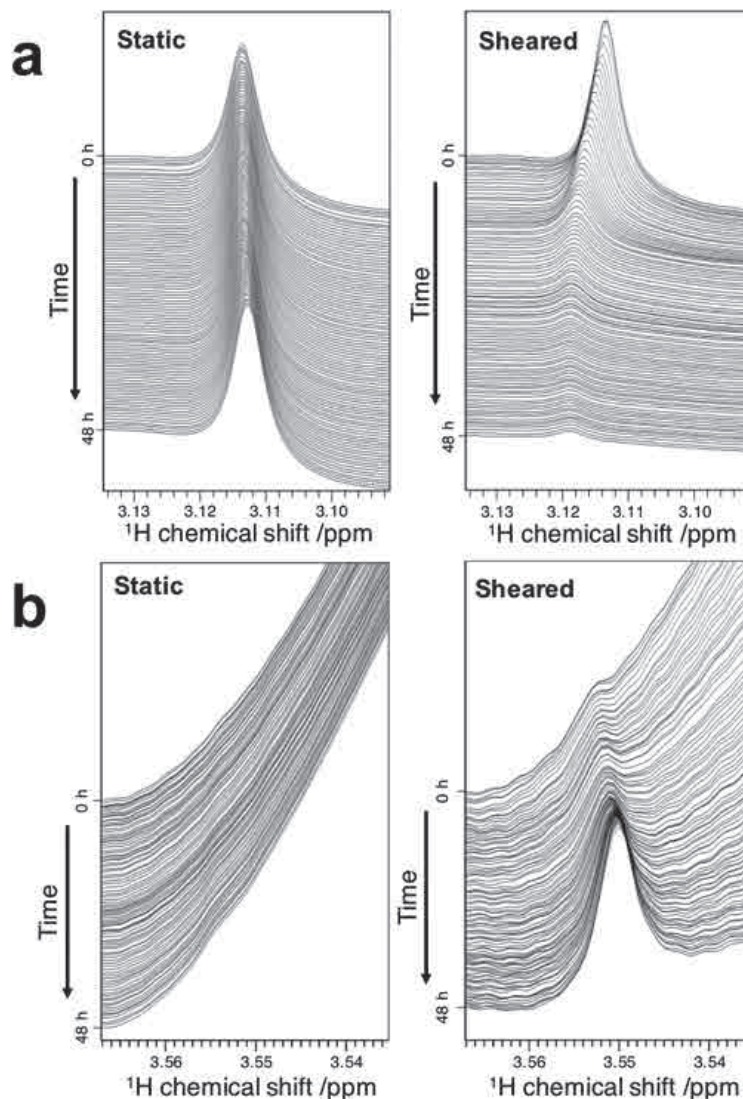 a
Static
Sheared
0 h
Time
48 h
3.13 3.12 3.11 3.10
¹H chemical shift /ppm
0 h
Time
48 h
3.13 3.12 3.11 3.10
¹H chemical shift /ppm
b
Static
Sheared
0 h
Time
48 h
3.56 3.55 3.54
¹H chemical shift /ppm
0 h
Time
48 h
3.56 3.55 3.54
¹H chemical shift /ppm